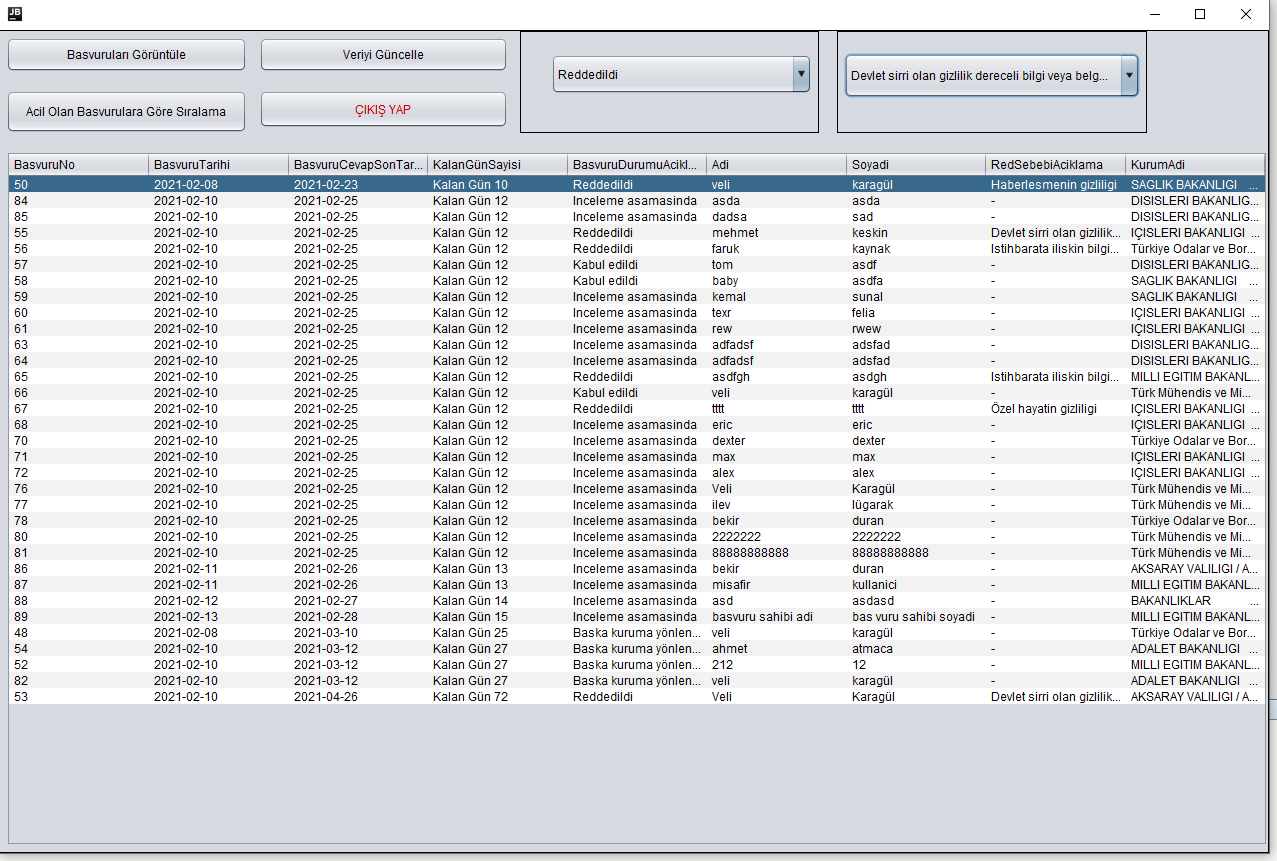 JB
Basvuruları Görüntüle Veriyi Güncelle
Reddedildi Devlet sirri olan gizlilik dereceli bilgi veya belg...
Acil Olan Basvurulara Göre Sıralama ÇIKIŞ YAP
BasvuruNo BasvuruTarihi BasvuruCevapSonTar... KalanGünSayisi BasvuruDurumuAcikl... Adi Soyadi RedSebebiAciklama KurumAdi
50 2021-02-08 2021-02-23 Kalan Gün 10 Reddedildi veli karagül Haberlesmenin gizliligi SAGLIK BAKANLIGI ...
84 2021-02-10 2021-02-25 Kalan Gün 12 Inceleme asamasinda asda asda - DISISLERI BAKANLIG...
85 2021-02-10 2021-02-25 Kalan Gün 12 Inceleme asamasinda dadsa sad - DISISLERI BAKANLIG...
55 2021-02-10 2021-02-25 Kalan Gün 12 Reddedildi mehmet keskin Devlet sirri olan gizlilik... IÇISLERI BAKANLIGI ...
56 2021-02-10 2021-02-25 Kalan Gün 12 Reddedildi faruk kaynak Istihbarata iliskin bilgi... Türkiye Odalar ve Bor...
57 2021-02-10 2021-02-25 Kalan Gün 12 Kabul edildi tom asdf - DISISLERI BAKANLIG...
58 2021-02-10 2021-02-25 Kalan Gün 12 Kabul edildi baby asdfa - SAGLIK BAKANLIGI ...
59 2021-02-10 2021-02-25 Kalan Gün 12 Inceleme asamasinda kemal sunal - SAGLIK BAKANLIGI ...
60 2021-02-10 2021-02-25 Kalan Gün 12 Inceleme asamasinda texr felia - IÇISLERI BAKANLIGI ...
61 2021-02-10 2021-02-25 Kalan Gün 12 Inceleme asamasinda rew rwew - IÇISLERI BAKANLIGI ...
63 2021-02-10 2021-02-25 Kalan Gün 12 Inceleme asamasinda adfadsf adsfad - DISISLERI BAKANLIG...
64 2021-02-10 2021-02-25 Kalan Gün 12 Inceleme asamasinda adfadsf adsfad - DISISLERI BAKANLIG...
65 2021-02-10 2021-02-25 Kalan Gün 12 Reddedildi asdfgh asdgh Istihbarata iliskin bilgi... MILLI EGITIM BAKANL...
66 2021-02-10 2021-02-25 Kalan Gün 12 Kabul edildi veli karagül - Türk Mühendis ve Mi...
67 2021-02-10 2021-02-25 Kalan Gün 12 Reddedildi tttt tttt Özel hayatin gizliligi IÇISLERI BAKANLIGI ...
68 2021-02-10 2021-02-25 Kalan Gün 12 Inceleme asamasinda eric eric - IÇISLERI BAKANLIGI ...
70 2021-02-10 2021-02-25 Kalan Gün 12 Inceleme asamasinda dexter dexter - Türkiye Odalar ve Bor...
71 2021-02-10 2021-02-25 Kalan Gün 12 Inceleme asamasinda max max - IÇISLERI BAKANLIGI ...
72 2021-02-10 2021-02-25 Kalan Gün 12 Inceleme asamasinda alex alex - IÇISLERI BAKANLIGI ...
76 2021-02-10 2021-02-25 Kalan Gün 12 Inceleme asamasinda Veli Karagül - Türk Mühendis ve Mi...
77 2021-02-10 2021-02-25 Kalan Gün 12 Inceleme asamasinda ilev lügarak - Türk Mühendis ve Mi...
78 2021-02-10 2021-02-25 Kalan Gün 12 Inceleme asamasinda bekir duran - Türkiye Odalar ve Bor...
80 2021-02-10 2021-02-25 Kalan Gün 12 Inceleme asamasinda 2222222 2222222 - Türk Mühendis ve Mi...
81 2021-02-10 2021-02-25 Kalan Gün 12 Inceleme asamasinda 88888888888 88888888888 - Türk Mühendis ve Mi...
86 2021-02-11 2021-02-26 Kalan Gün 13 Inceleme asamasinda bekir duran - AKSARAY VALILIGI / A...
87 2021-02-11 2021-02-26 Kalan Gün 13 Inceleme asamasinda misafir kullanici - MILLI EGITIM BAKANL...
88 2021-02-12 2021-02-27 Kalan Gün 14 Inceleme asamasinda asd asdasd - BAKANLIKLAR ...
89 2021-02-13 2021-02-28 Kalan Gün 15 Inceleme asamasinda basvuru sahibi adi bas vuru sahibi soyadi - MILLI EGITIM BAKANL...
48 2021-02-08 2021-03-10 Kalan Gün 25 Baska kuruma yönlen... veli karagül - Türkiye Odalar ve Bor...
54 2021-02-10 2021-03-12 Kalan Gün 27 Baska kuruma yönlen... ahmet atmaca - ADALET BAKANLIGI ...
52 2021-02-10 2021-03-12 Kalan Gün 27 Baska kuruma yönlen... 212 12 - MILLI EGITIM BAKANL...
82 2021-02-10 2021-03-12 Kalan Gün 27 Baska kuruma yönlen... veli karagül - ADALET BAKANLIGI ...
53 2021-02-10 2021-04-26 Kalan Gün 72 Reddedildi Veli Karagül Devlet sirri olan gizlilik... AKSARAY VALILIGI / A...